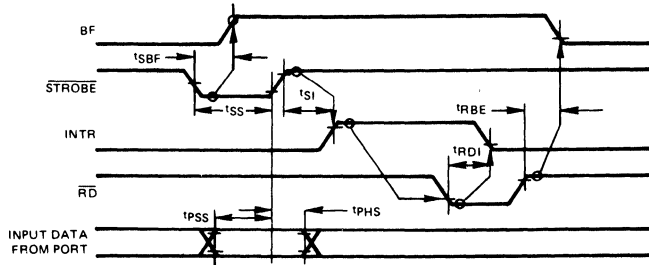 BF
tSBF
STROBE
tSS
tSI
tRBE
INTR
tRDI
RD
tPSS
tPHS
INPUT DATA
FROM PORT